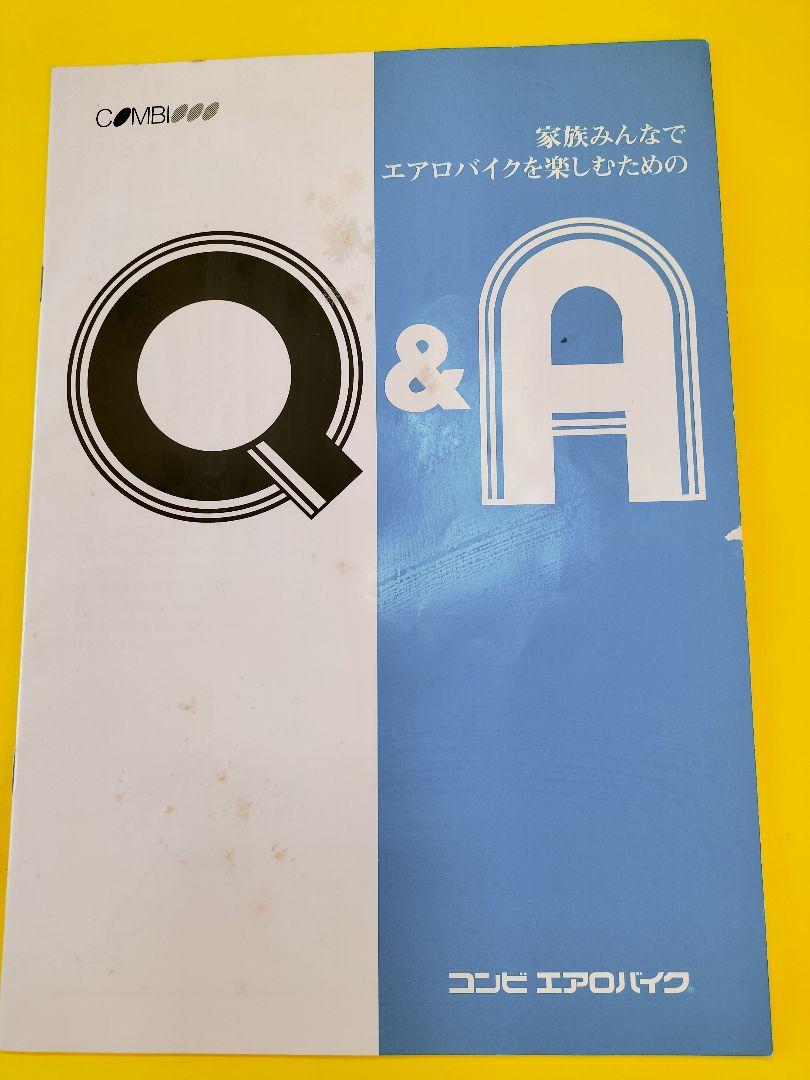 COMBI
家族みんなで
エアロバイクを楽しむための
Q & A
コンビ エアロバイク®